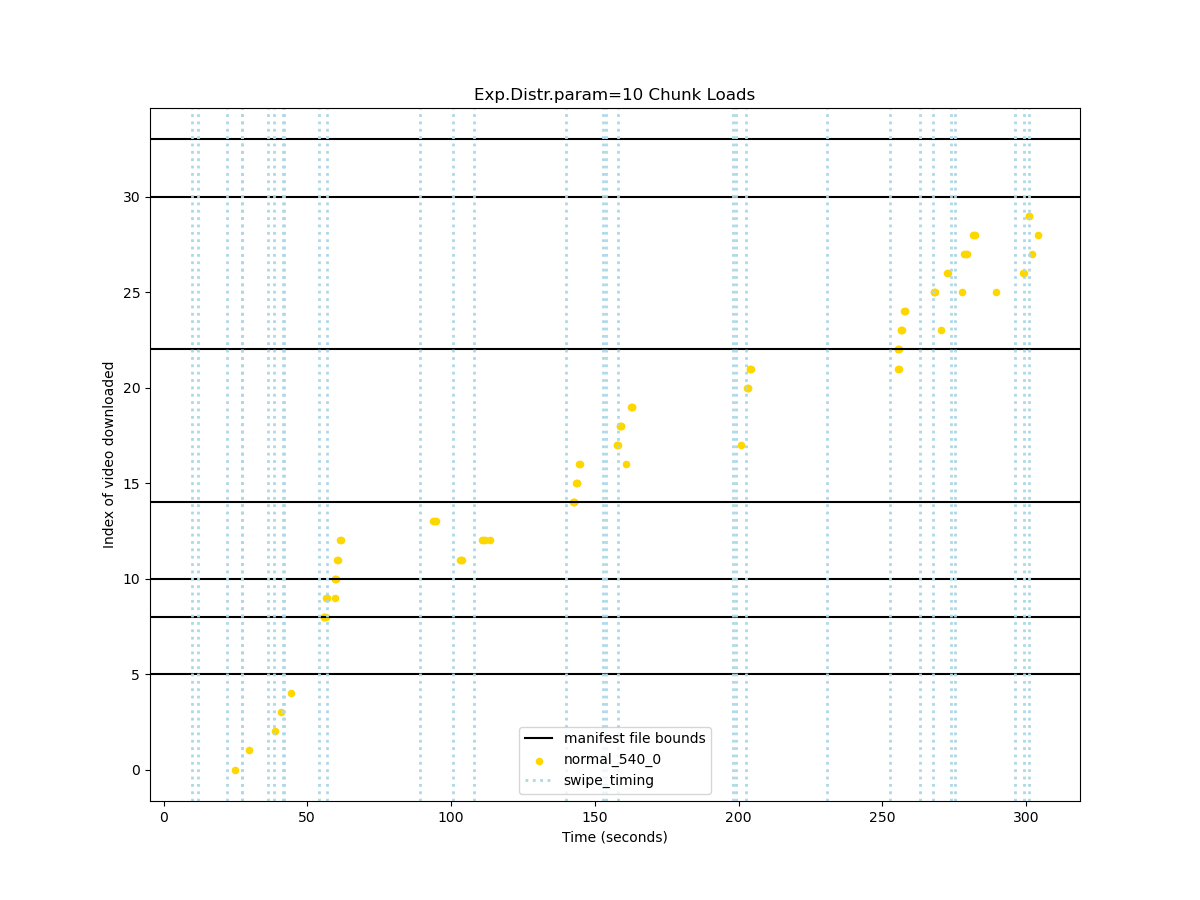 Exp.Distr.param=10 Chunk Loads
30
25
20
15
10
5
0
Index of video downloaded
manifest file bounds
normal_540_0
swipe_timing
0 50 100 150 200 250 300
Time (seconds)